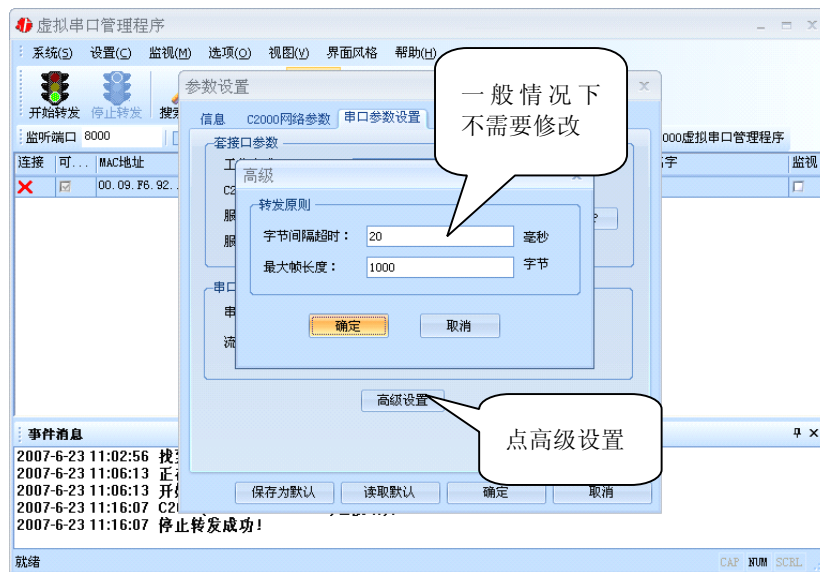 虚拟串口管理程序
系统(S) 设置(C) 监视(M) 选项(O) 视图(V) 界面风格 帮助(H)
开始转发 停止转发
监听端口 8000
000虚拟串口管理程序
连接 可... MAC地址 监视
00.09.F6.92.
参数设置
信息 C2000网络参数 串口参数设置
套接口参数
高级
转发原则
字节间隔超时： 20 毫秒
最大帧长度： 1000 字节
确定 取消
高级设置
保存为默认 读取默认 确定 取消
一般情况下
不需要修改
点高级设置
事件消息
2007-6-23 11:02:56
2007-6-23 11:06:13
2007-6-23 11:06:13
2007-6-23 11:16:07
2007-6-23 11:16:07 停止转发成功!
就绪 CAP NUM SCRL